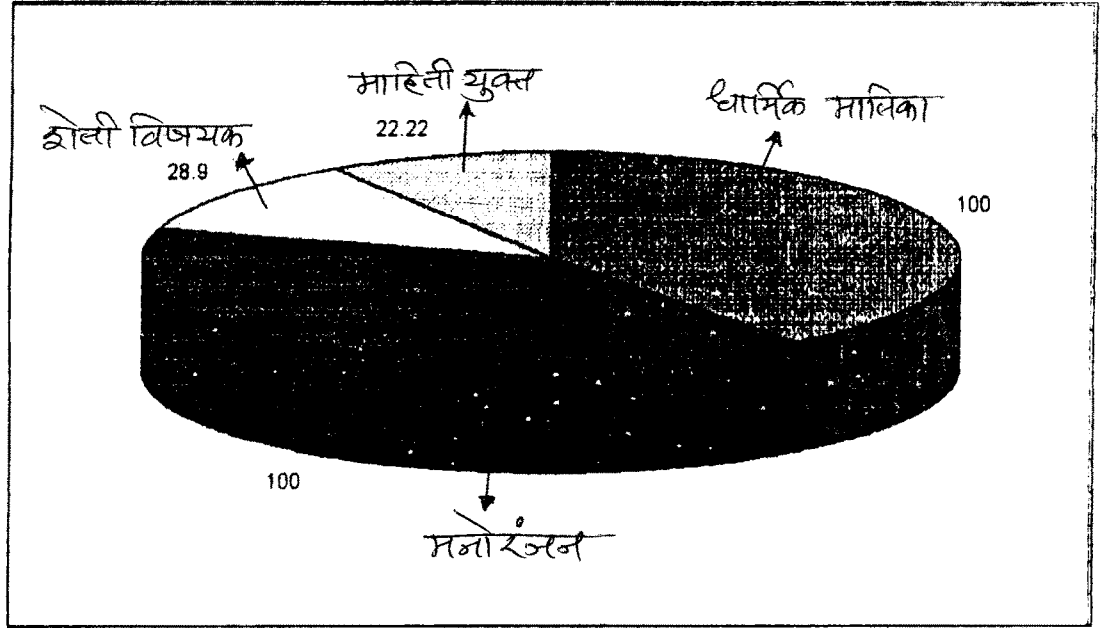 माहिती युक्त
22.22
धार्मिक मालिका
100
शेती विषयक
28.9
100
मनोरंजन